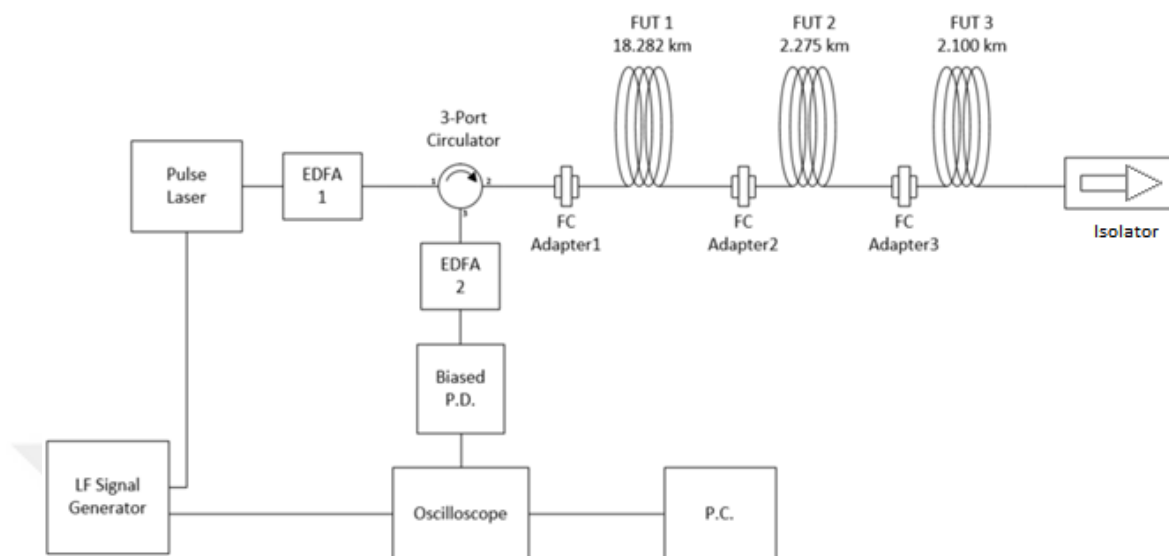 FUT 1
18.282 km
FUT 2
2.275 km
FUT 3
2.100 km
3-Port
Circulator
Pulse
Laser
EDFA
1
1
2
3
FC
Adapter1
FC
Adapter2
FC
Adapter3
Isolator
EDFA
2
Biased
P.D.
LF Signal
Generator
Oscilloscope
P.C.